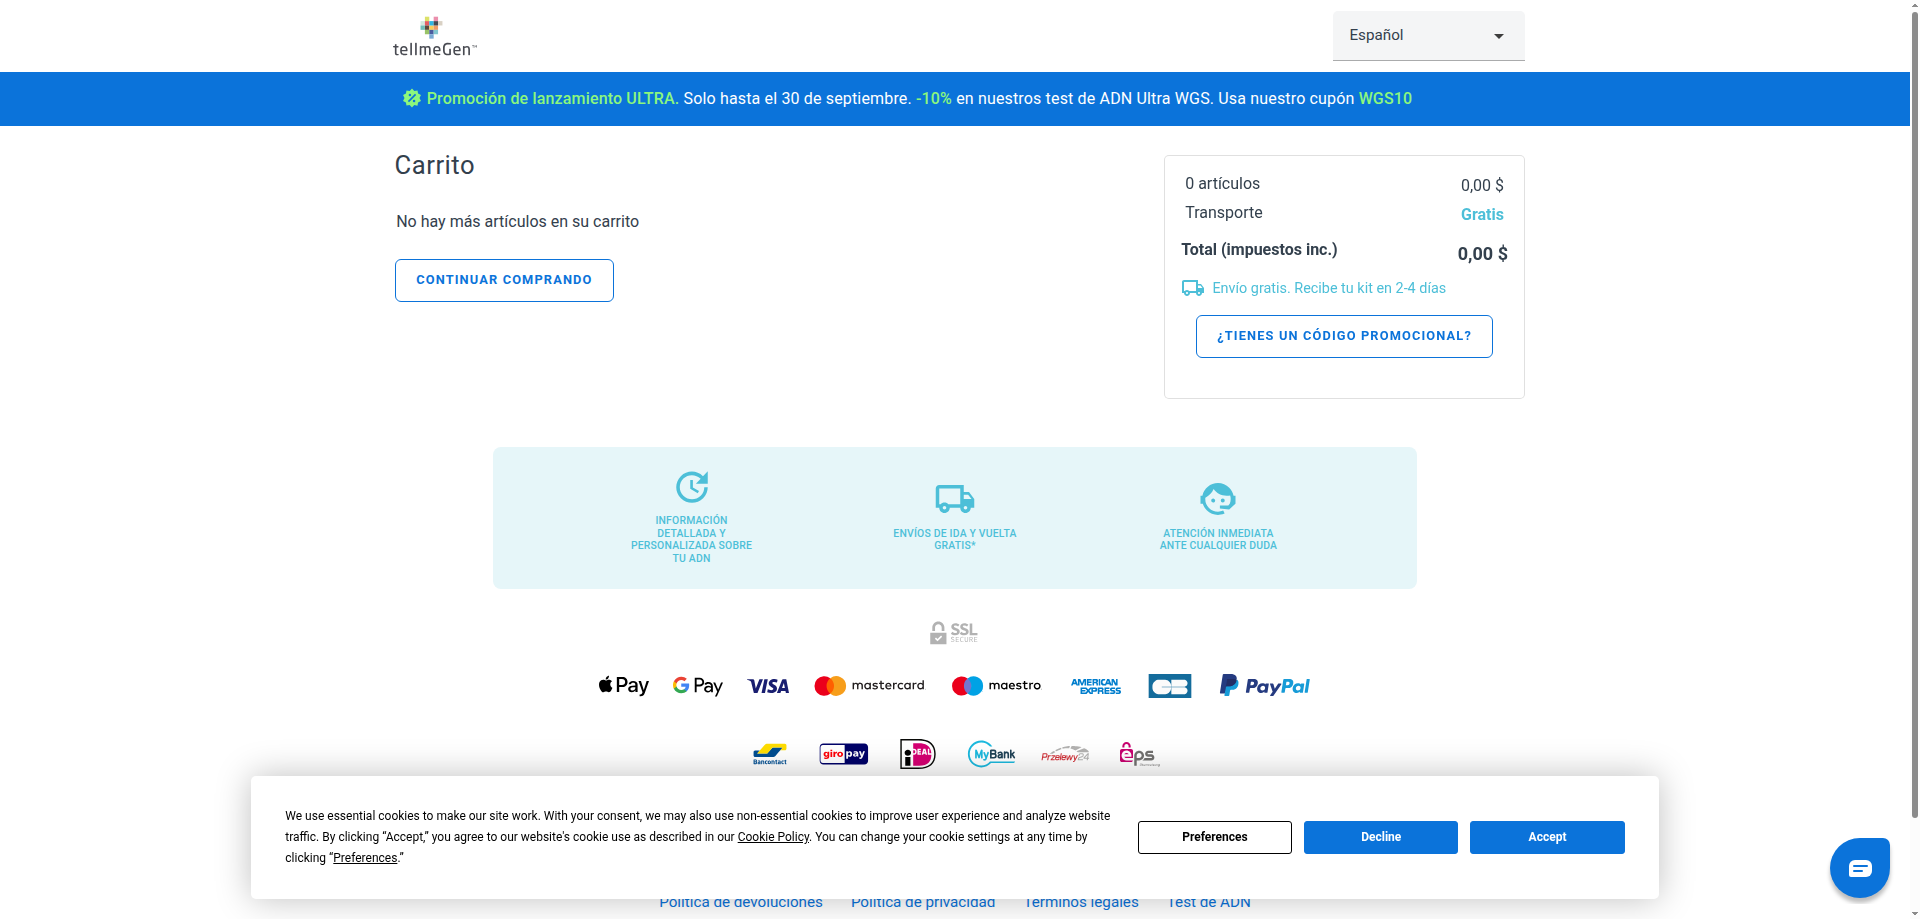 tellmeGen™
Español
Promoción de lanzamiento ULTRA. Solo hasta el 30 de septiembre. -10% en nuestros test de ADN Ultra WGS. Usa nuestro cupón WGS10
Carrito
No hay más artículos en su carrito
CONTINUAR COMPRANDO
0 artículos 0,00 $
Transporte Gratis
Total (impuestos inc.) 0,00 $
Envío gratis. Recibe tu kit en 2-4 días
¿TIENES UN CÓDIGO PROMOCIONAL?
INFORMACIÓN
DETALLADA Y
PERSONALIZADA SOBRE
TU ADN
ENVÍOS DE IDA Y VUELTA
GRATIS*
ATENCIÓN INMEDIATA
ANTE CUALQUIER DUDA
SSL
SECURE
Pay G Pay VISA mastercard maestro AMERICAN EXPRESS CB PayPal
Bancontact giropay iDEAL MyBank Przelewy24 eps
We use essential cookies to make our site work. With your consent, we may also use non-essential cookies to improve user experience and analyze website
traffic. By clicking “Accept,” you agree to our website's cookie use as described in our Cookie Policy. You can change your cookie settings at any time by
clicking “Preferences.”
Preferences
Decline
Accept
Política de devoluciones Política de privacidad Términos legales Test de ADN